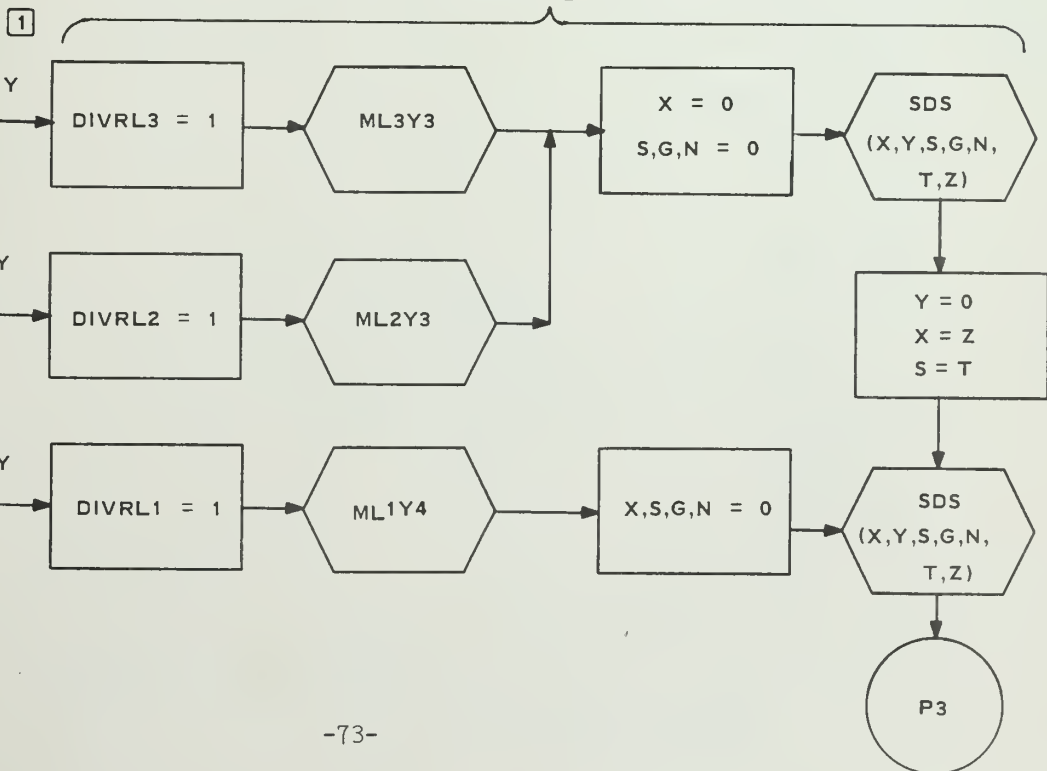 1
Y
DIVRL3 = 1
ML3Y3
X = 0
S,G,N = 0
SDS
(X,Y,S,G,N,
T,Z)
Y
DIVRL2 = 1
ML2Y3
Y = 0
X = Z
S = T
Y
DIVRL1 = 1
ML1Y4
X,S,G,N = 0
SDS
(X,Y,S,G,N,
T,Z)
P3
-73-